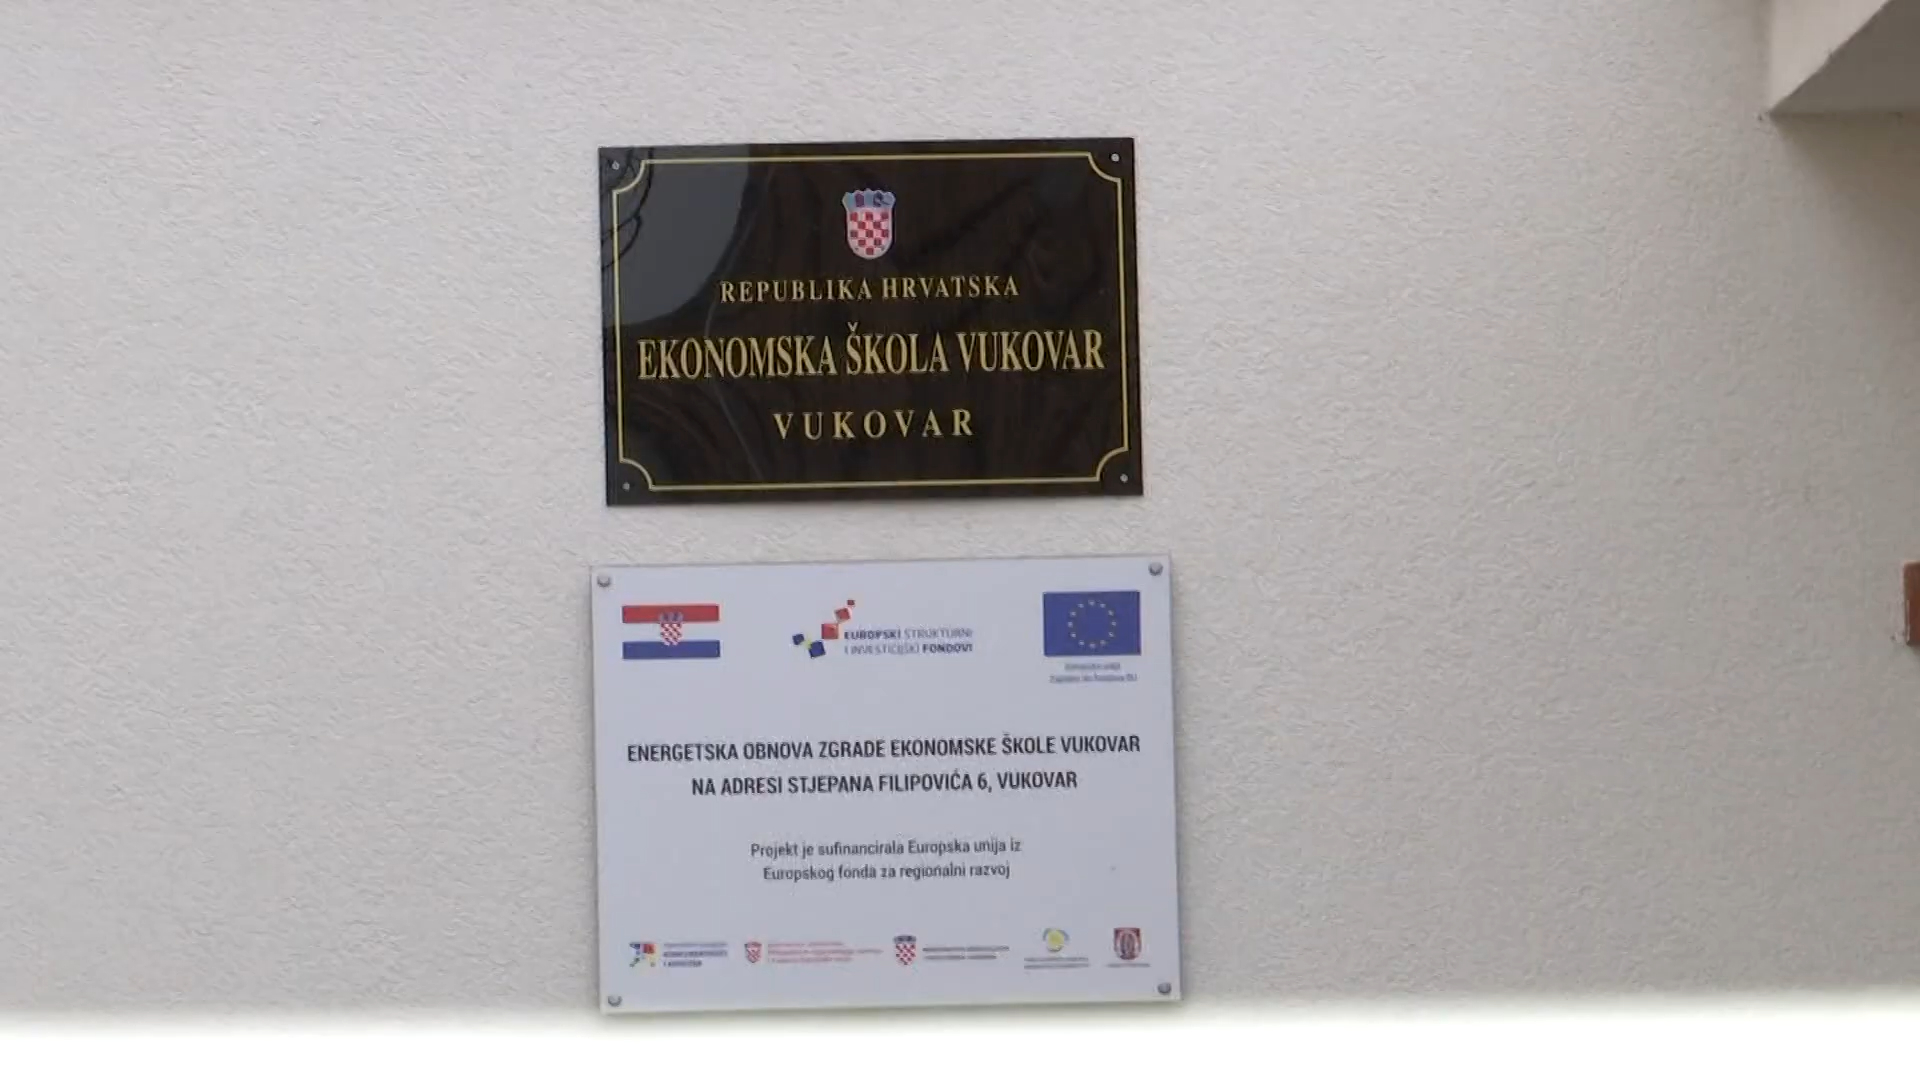 REPUBLIKA HRVATSKA
EKONOMSKA ŠKOLA VUKOVAR
VUKOVAR
EUROPSKI STRUKTURNI
I INVESTICIJSKI FONDOVI
ENERGETSKA OBNOVA ZGRADE EKONOMSKE ŠKOLE VUKOVAR
NA ADRESI STJEPANA FILIPOVIĆA 6, VUKOVAR
Projekt je sufinancirala Europska unija iz
Europskog fonda za regionalni razvoj